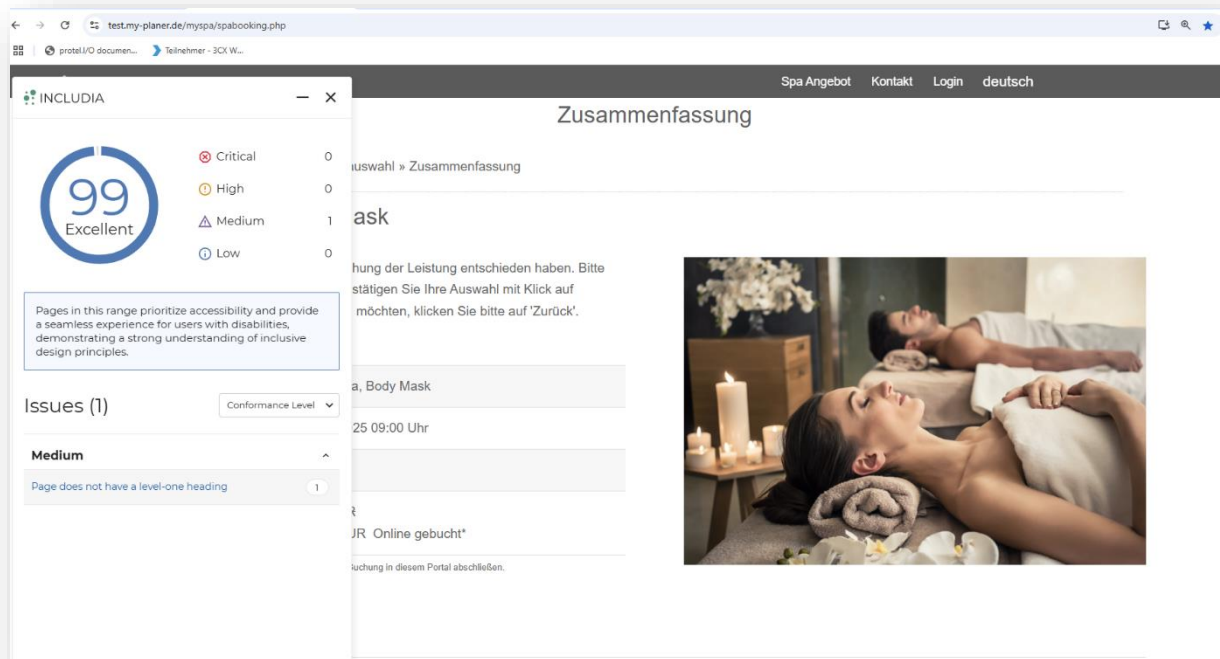 test.my-planer.de/myspa/spabooking.php
protel.I/O documen...
Teilnehmer - 3CX W...
Spa Angebot Kontakt Login deutsch
INCLUDIA
Zusammenfassung
99
Excellent
Critical 0
High 0
Medium 1
Low 0
Pages in this range prioritize accessibility and provide
a seamless experience for users with disabilities,
demonstrating a strong understanding of inclusive
design principles.
Issues (1)
Conformance Level
Medium
Page does not have a level-one heading 1
uswahl » Zusammenfassung
ask
hung der Leistung entschieden haben. Bitte
stätigen Sie Ihre Auswahl mit Klick auf
möchten, klicken Sie bitte auf 'Zurück'.
a, Body Mask
25 09:00 Uhr
UR Online gebucht*
Buchung in diesem Portal abschließen.